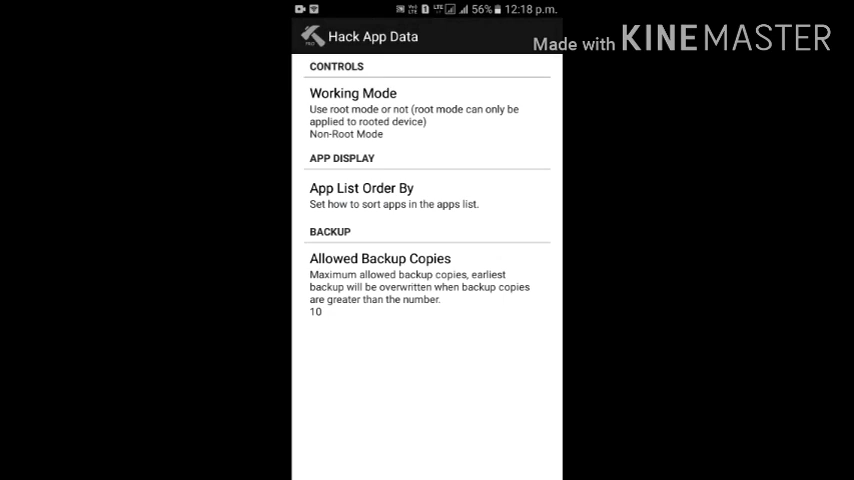 56% 12:18 p.m.
Hack App Data
PRO
Made with KINEMASTER
CONTROLS
Working Mode
Use root mode or not (root mode can only be
applied to rooted device)
Non-Root Mode
APP DISPLAY
App List Order By
Set how to sort apps in the apps list.
BACKUP
Allowed Backup Copies
Maximum allowed backup copies, earliest
backup will be overwritten when backup copies
are greater than the number.
10